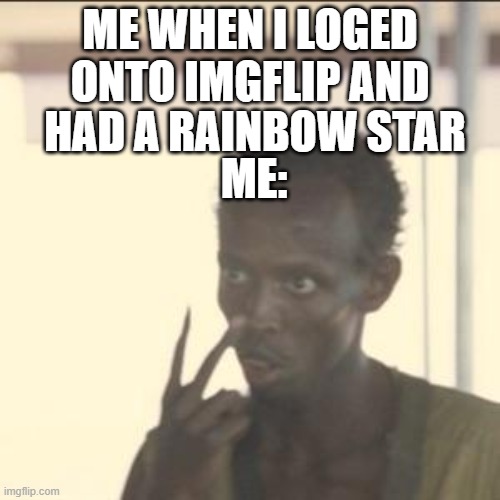 ME WHEN I LOGED
ONTO IMGFLIP AND
HAD A RAINBOW STAR
ME:
imgflip.com